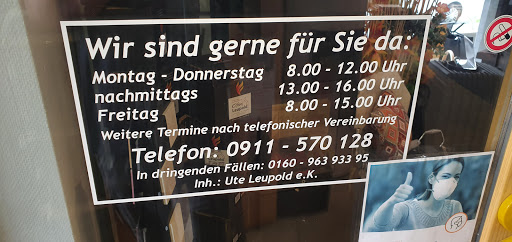 Wir sind gerne für Sie da:
Montag - Donnerstag 8.00 - 12.00 Uhr
nachmittags 13.00 - 16.00 Uhr
Freitag 8.00 - 15.00 Uhr
Weitere Termine nach telefonischer Vereinbarung
Telefon: 0911 - 570 128
In dringenden Fällen: 0160 - 963 933 95
Inh.: Ute Leupold e.K.